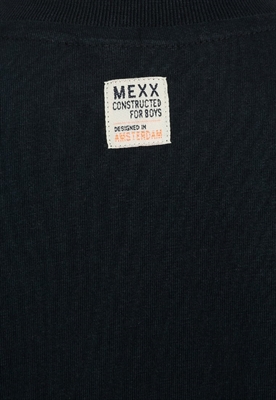 MEXX
CONSTRUCTED
FOR BOYS
DESIGNED IN
AMSTERDAM